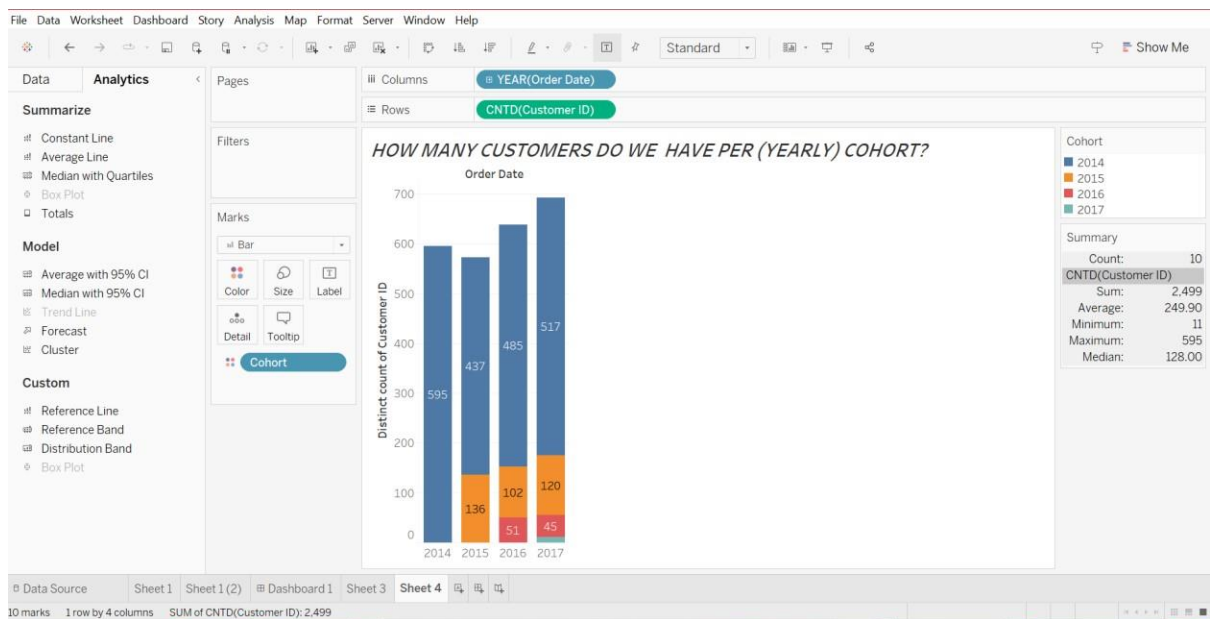 File Data Worksheet Dashboard Story Analysis Map Format Server Window Help
Standard
Show Me
Data Analytics
Summarize
Constant Line
Average Line
Median with Quartiles
Box Plot
Totals
Model
Average with 95% CI
Median with 95% CI
Trend Line
Forecast
Cluster
Custom
Reference Line
Reference Band
Distribution Band
Box Plot
Pages
Filters
Marks
Bar
Color Size Label
Detail Tooltip
Cohort
Columns YEAR(Order Date)
Rows CNTD(Customer ID)
HOW MANY CUSTOMERS DO WE HAVE PER (YEARLY) COHORT?
Order Date
Distinct count of Customer ID
700
600
500
400
300
200
100
0
595
437
136
485
102
51
517
120
45
2014 2015 2016 2017
Cohort
2014
2015
2016
2017
Summary
Count: 10
CNTD(Customer ID)
Sum: 2,499
Average: 249.90
Minimum: 11
Maximum: 595
Median: 128.00
Data Source Sheet 1 Sheet 1 (2) Dashboard 1 Sheet 3 Sheet 4
10 marks 1 row by 4 columns SUM of CNTD(Customer ID): 2,499